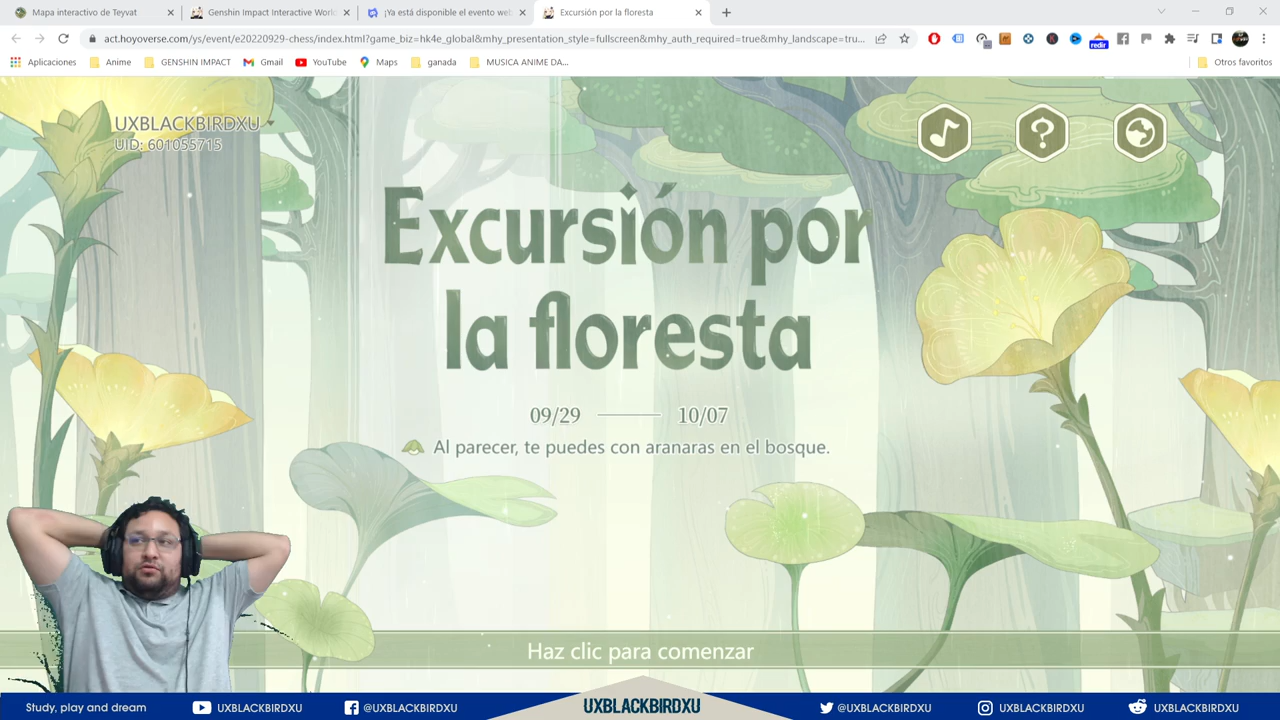 Mapa interactivo de Teyvat
Genshin Impact Interactive World
¡Ya está disponible el evento web
Excursión por la floresta
act.hoyoverse.com/ys/event/e20220929-chess/index.html?game_biz=hk4e_global&mhy_presentation_style=fullscreen&mhy_auth_required=true&mhy_landscape=tru...
redir
Aplicaciones
Anime
GENSHIN IMPACT
Gmail
YouTube
Maps
ganada
MUSICA ANIME DA...
Otros favoritos
UXBLACKBIRDXU
UID: 601055715
Excursión por
la floresta
09/29
10/07
Al parecer, te puedes con aranaras en el bosque.
Haz clic para comenzar
Study, play and dream
UXBLACKBIRDXU
@UXBLACKBIRDXU
UXBLACKBIRDXU
@UXBLACKBIRDXU
UXBLACKBIRDXU
UXBLACKBIRDXU